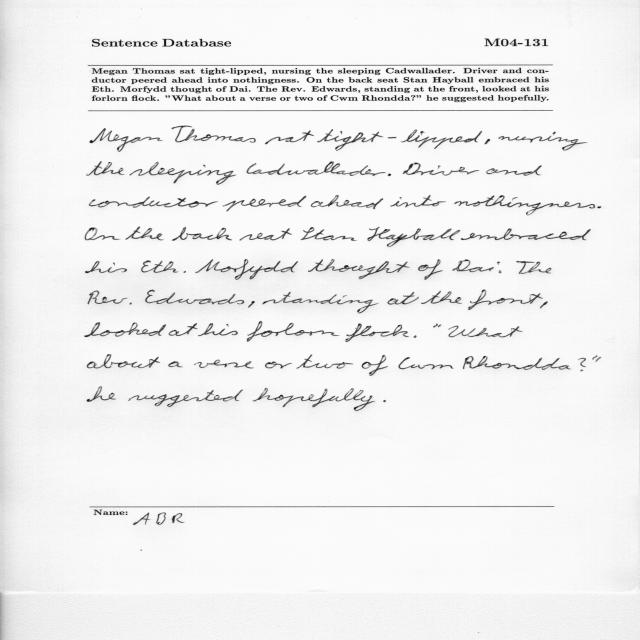 Sentence Database M04-131
Megan Thomas sat tight-lipped, nursing the sleeping Cadwallader. Driver and con-
ductor peered ahead into nothingness. On the back seat Stan Hayball embraced his
Eth. Morfydd thought of Dai. The Rev. Edwards, standing at the front, looked at his
forlorn flock. "What about a verse or two of Cwm Rhondda?" he suggested hopefully.
Megan Thomas sat tight-lipped, nursing
the sleeping Cadwallader. Driver and
conductor peered ahead into nothingness.
On the back seat Stan Hayball embraced
his Eth. Morfydd thought of Dai. The
Rev. Edwards, standing at the front,
looked at his forlorn flock. "What
about a verse or two of Cwm Rhondda?"
he suggested hopefully.
Name: ABR